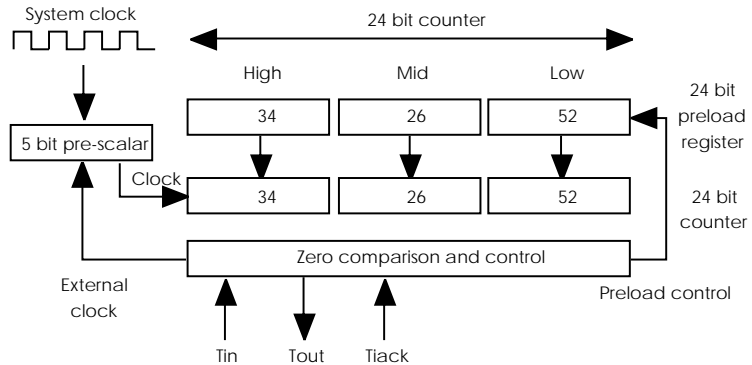 System clock
24 bit counter
High
Mid
Low
34
26
52
24 bit
preload
register
5 bit pre-scalar
Clock
34
26
52
24 bit
counter
Zero comparison and control
External
clock
Preload control
Tin
Tout
Tiack